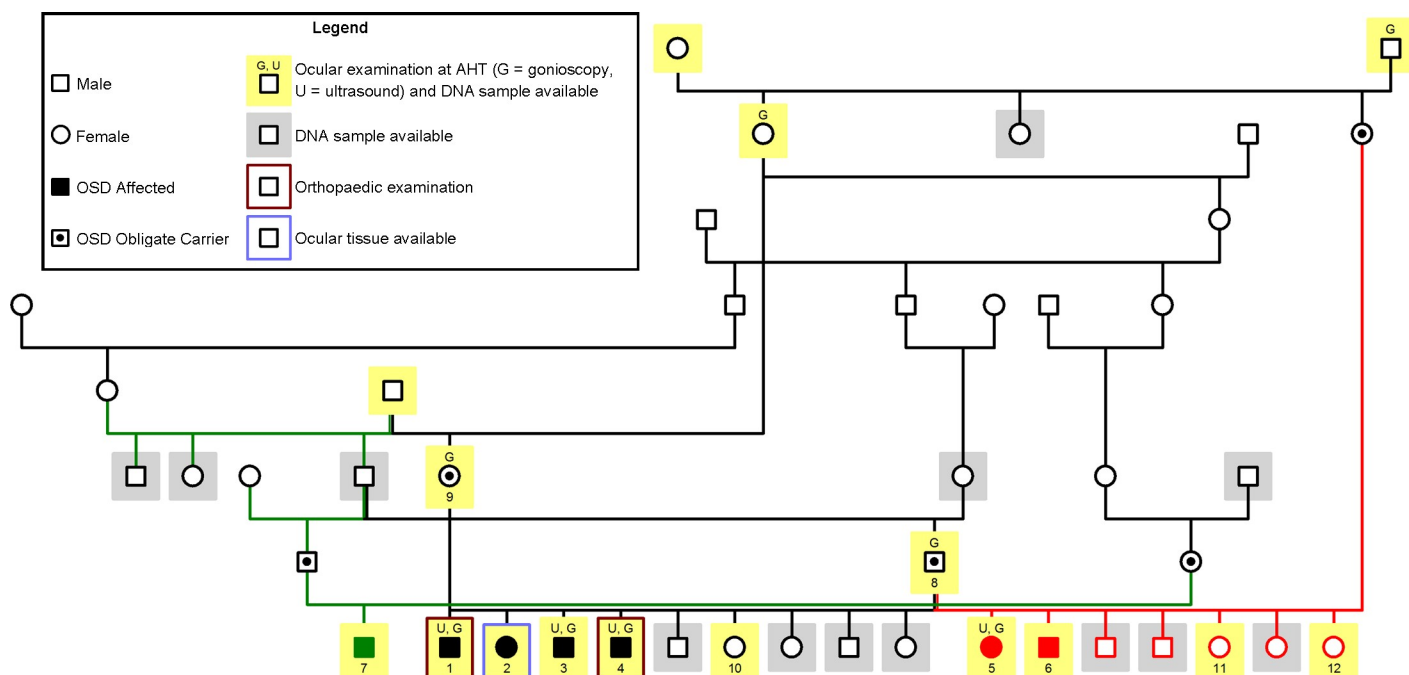 Legend
Male
Female
OSD Affected
OSD Obligate Carrier
G, U
Ocular examination at AHT (G = gonioscopy,
U = ultrasound) and DNA sample available
DNA sample available
Orthopaedic examination
Ocular tissue available
G
G
G
9
G
8
7
U, G
1
2
3
U, G
4
10
U, G
5
6
11
12